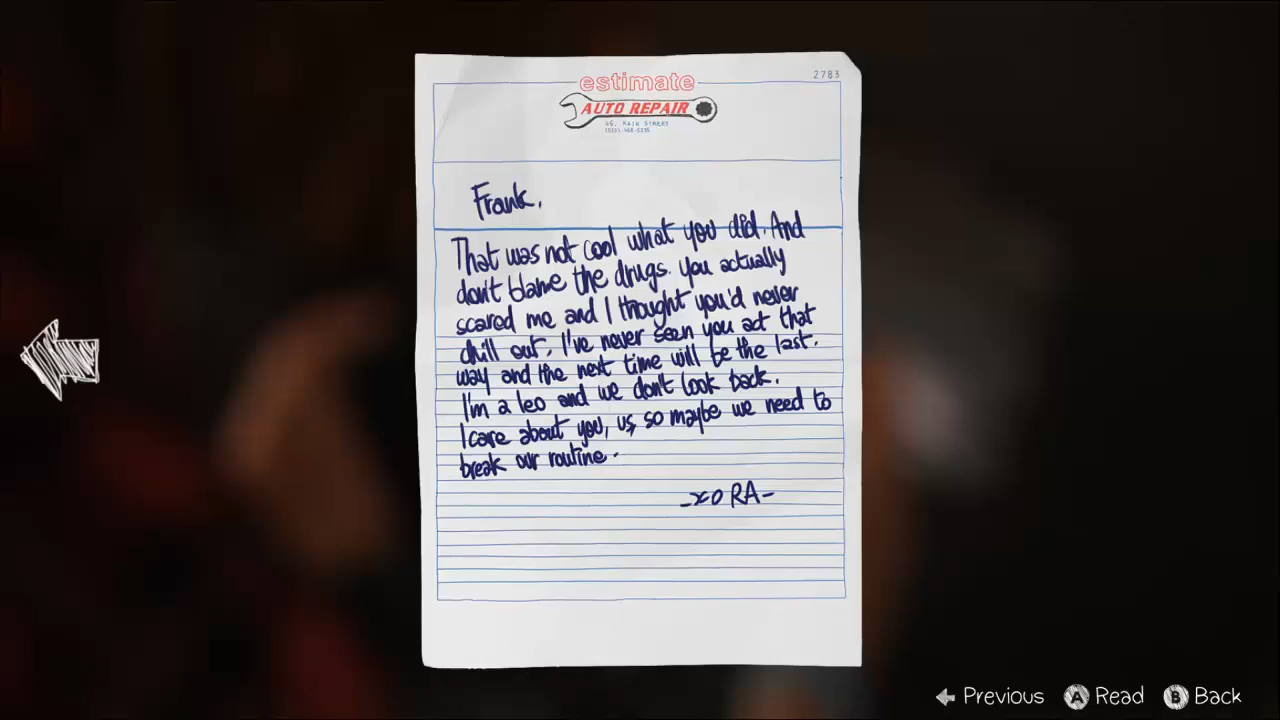 2783
estimate
AUTO REPAIR
Frank,
That was not cool what you did. And
don't blame the drugs. You actually
scared me and I thought you'd never
chill out. I've never seen you act that
way and the next time will be the last.
I'm a leo and we don't look back.
I care about you, us, so maybe we need to
break our routine.
-xo RA-
Previous A Read B Back